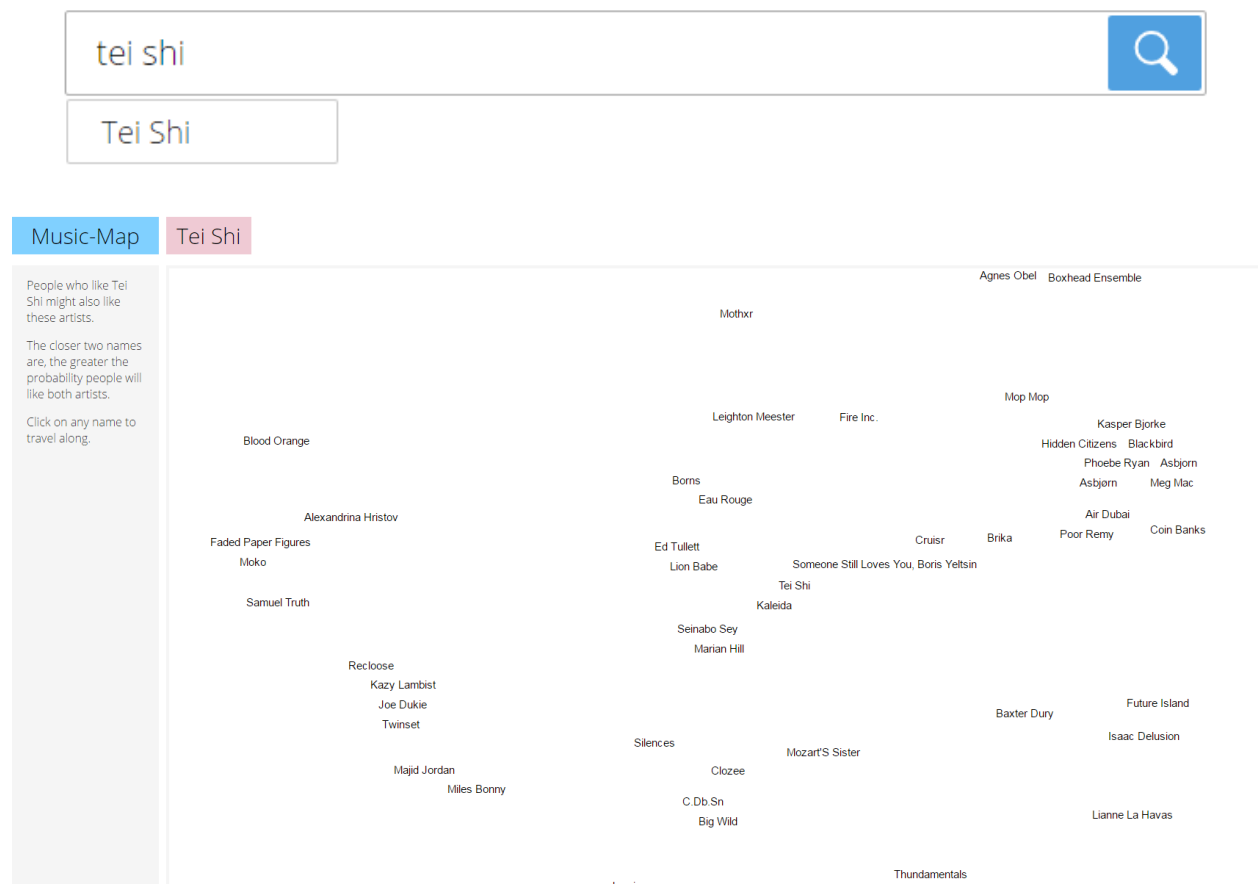 tei shi
Tei Shi
Music-Map
Tei Shi
People who like Tei
Shi might also like
these artists.
The closer two names
are, the greater the
probability people will
like both artists.
Click on any name to
travel along.
Agnes Obel
Boxhead Ensemble
Mothxr
Mop Mop
Leighton Meester
Fire Inc.
Kasper Bjorke
Blood Orange
Hidden Citizens
Blackbird
Phoebe Ryan
Asbjorn
Borns
Asbjørn
Meg Mac
Eau Rouge
Alexandrina Hristov
Air Dubai
Coin Banks
Poor Remy
Brika
Cruisr
Faded Paper Figures
Ed Tullett
Moko
Lion Babe
Someone Still Loves You, Boris Yeltsin
Tei Shi
Samuel Truth
Kaleida
Seinabo Sey
Marian Hill
Recloose
Kazy Lambist
Joe Dukie
Future Island
Baxter Dury
Twinset
Isaac Delusion
Silences
Mozart'S Sister
Majid Jordan
Clozee
Miles Bonny
C.Db.Sn
Lianne La Havas
Big Wild
Thundamentals